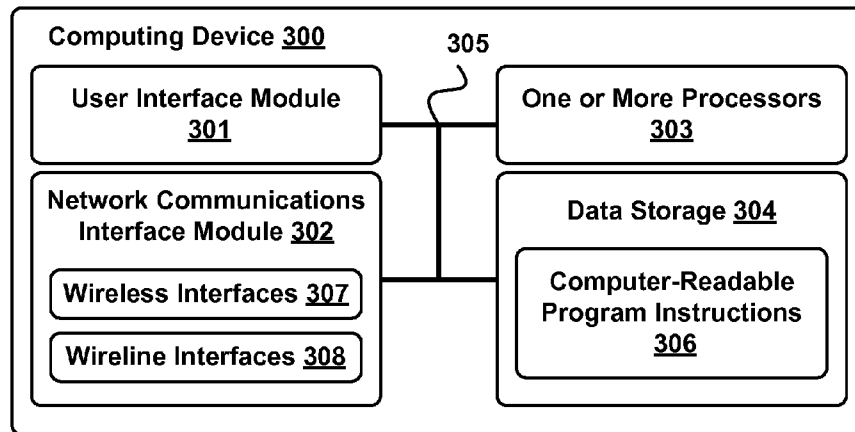 Computing Device 300
305
User Interface Module
301
One or More Processors
303
Network Communications
Interface Module 302
Wireless Interfaces 307
Wireline Interfaces 308
Data Storage 304
Computer-Readable
Program Instructions
306